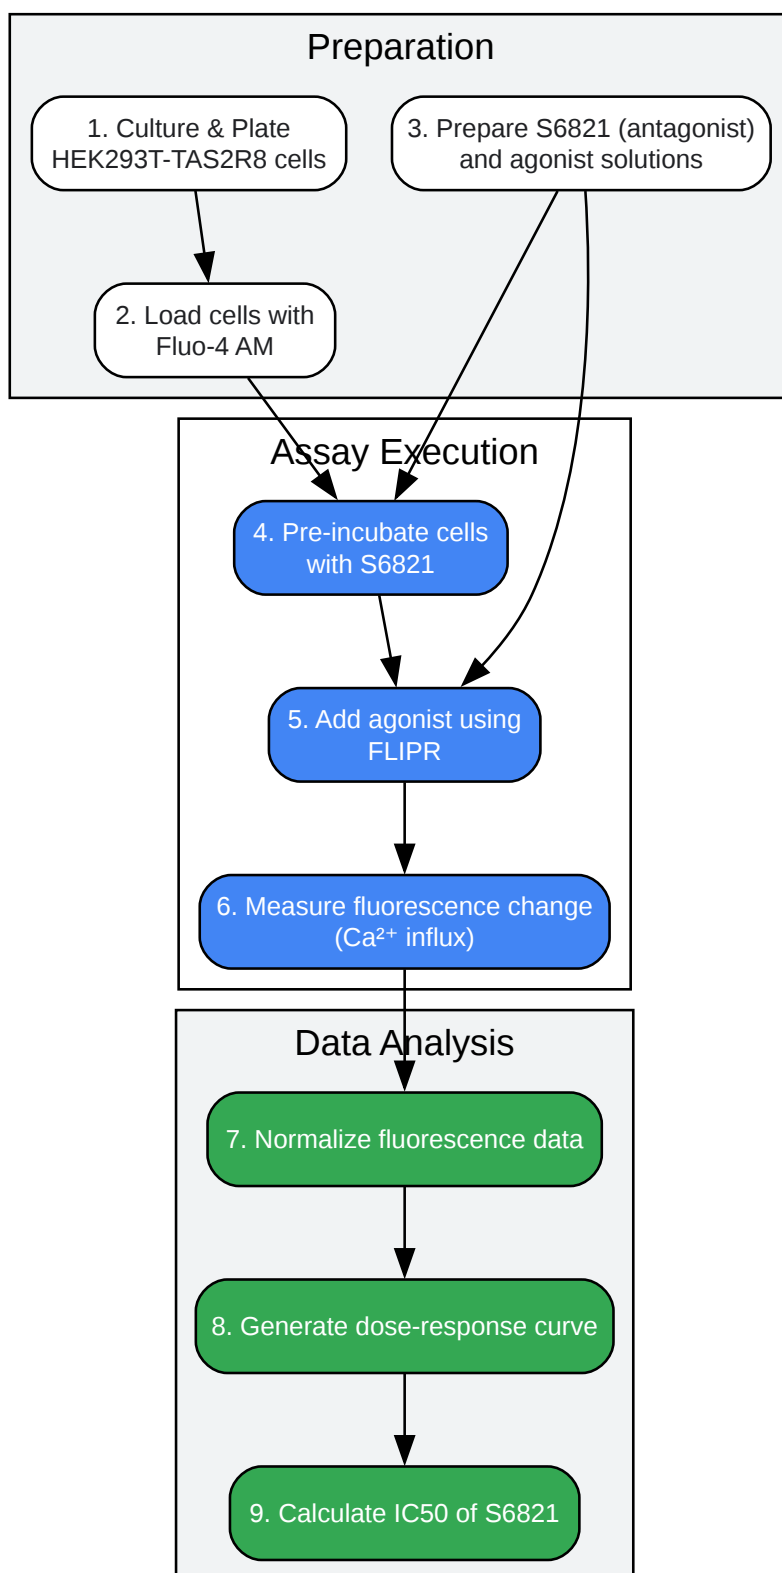 Preparation
1. Culture & Plate
HEK293T-TAS2R8 cells
3. Prepare S6821 (antagonist)
and agonist solutions
2. Load cells with
Fluo-4 AM
Assay Execution
4. Pre-incubate cells
with S6821
5. Add agonist using
FLIPR
6. Measure fluorescence change
(Ca²⁺ influx)
Data Analysis
7. Normalize fluorescence data
8. Generate dose-response curve
9. Calculate IC50 of S6821